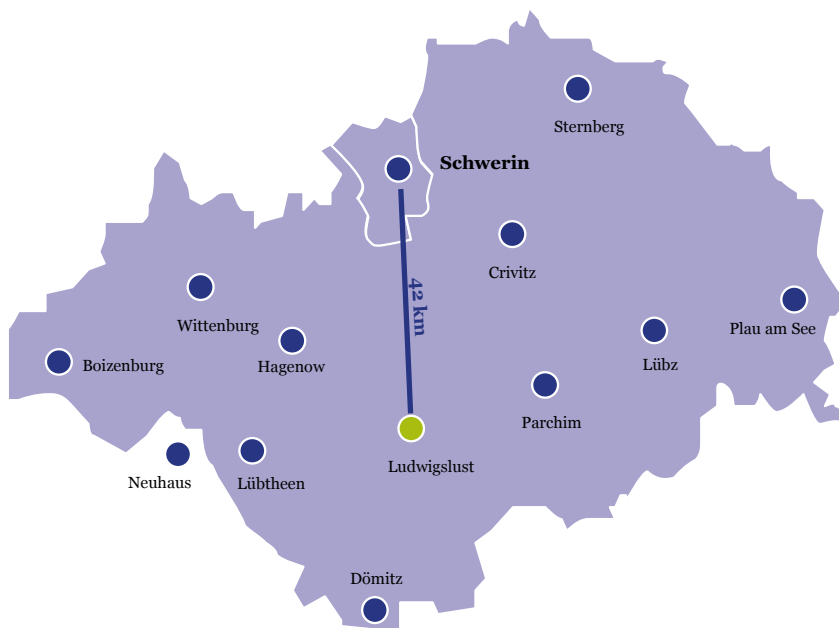 Sternberg
Schwerin
Crivitz
42 km
Wittenburg
Plau am See
Boizenburg
Hagenow
Lübz
Parchim
Ludwigslust
Neuhaus
Lübtheen
Dömitz